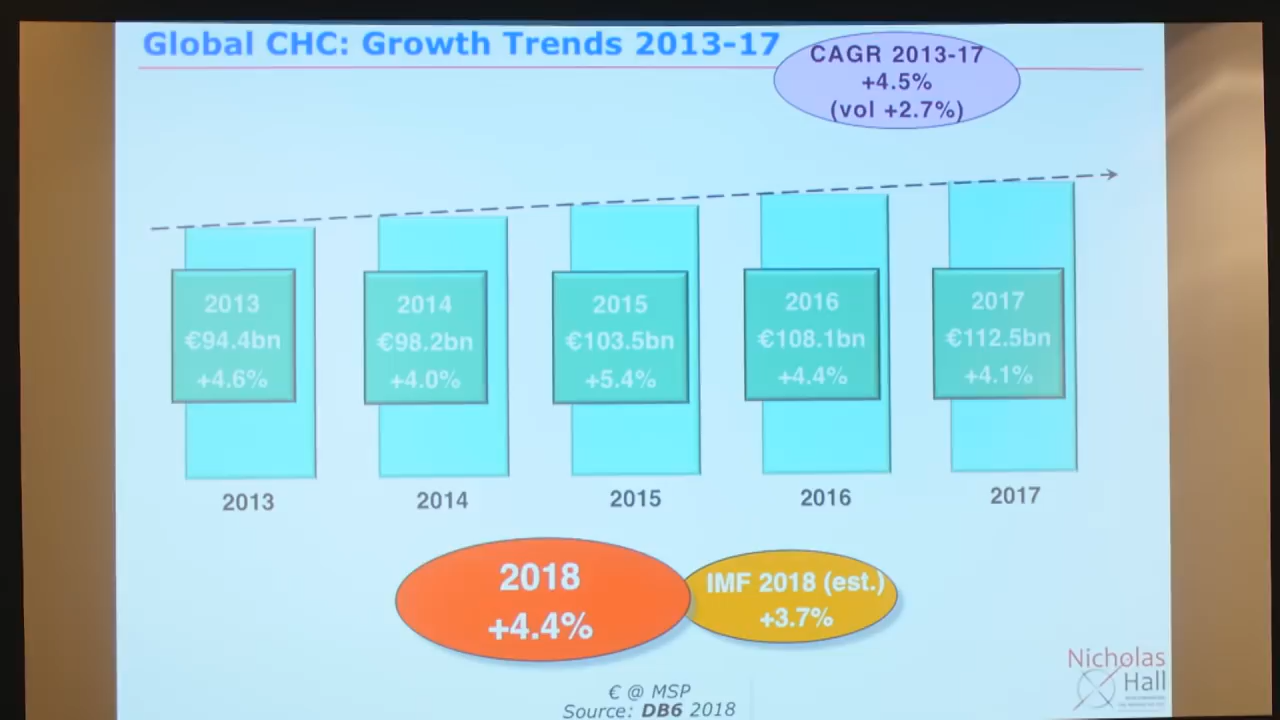 Global CHC: Growth Trends 2013-17
CAGR 2013-17
+4.5%
(vol +2.7%)
2013
€94.4bn
+4.6%
2014
€98.2bn
+4.0%
2015
€103.5bn
+5.4%
2016
€108.1bn
+4.4%
2017
€112.5bn
+4.1%
2013
2014
2015
2016
2017
2018
+4.4%
IMF 2018 (est.)
+3.7%
Nicholas
Hall
€ @ MSP
Source: DB6 2018